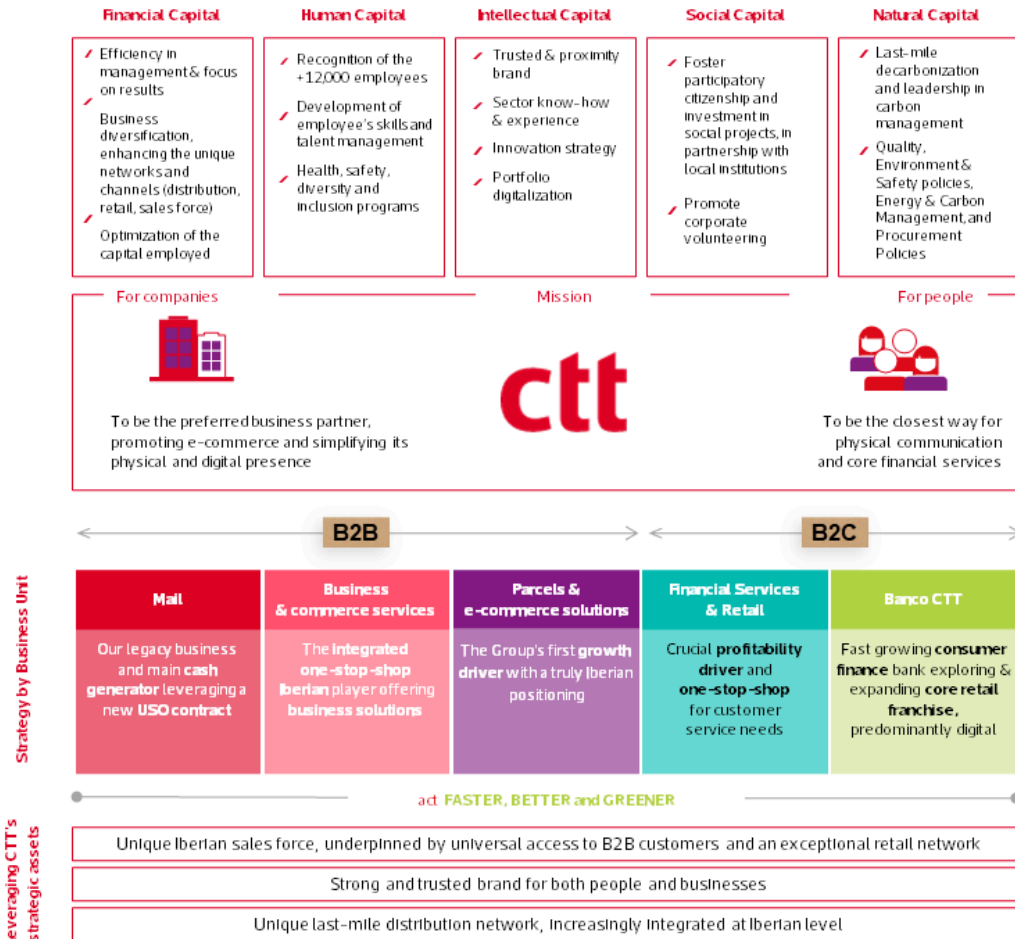 Financial Capital
Human Capital
Intellectual Capital
Social Capital
Natural Capital
Efficiency in
management & focus
on results
Business
diversification,
enhancing the unique
networks and
channels (distribution,
retail, sales force)
Optimization of the
capital employed
Recognition of the
+12,000 employees
Development of
employee's skills and
talent management
Health, safety,
diversity and
inclusion programs
Trusted & proximity
brand
Sector know-how
& experience
Innovation strategy
Portfolio
digitalization
Foster
participatory
citizenship and
investment in
social projects, in
partnership with
local institutions
Promote
corporate
volunteering
Last-mile
decarbonization
and leadership in
carbon
management
Quality,
Environment &
Safety policies,
Energy & Carbon
Management, and
Procurement
Policies
For companies
Mission
For people
ctt
To be the preferred business partner,
promoting e-commerce and simplifying its
physical and digital presence
To be the closest way for
physical communication
and core financial services
B2B
B2C
Strategy by Business Unit
Mail
Business
& commerce services
Parcels &
e-commerce solutions
Financial Services
& Retail
Banco CTT
Our legacy business
and main cash
generator leveraging a
new USO contract
The integrated
one-stop-shop
Iberian player offering
business solutions
The Group's first growth
driver with a truly Iberian
positioning
Crucial profitability
driver and
one-stop-shop
for customer
service needs
Fast growing consumer
finance bank exploring &
expanding core retail
franchise,
predominantly digital
act FASTER, BETTER and GREENER
everaging CTT's
strategic assets
Unique Iberian sales force, underpinned by universal access to B2B customers and an exceptional retail network
Strong and trusted brand for both people and businesses
Unique last-mile distribution network, increasingly integrated at Iberian level